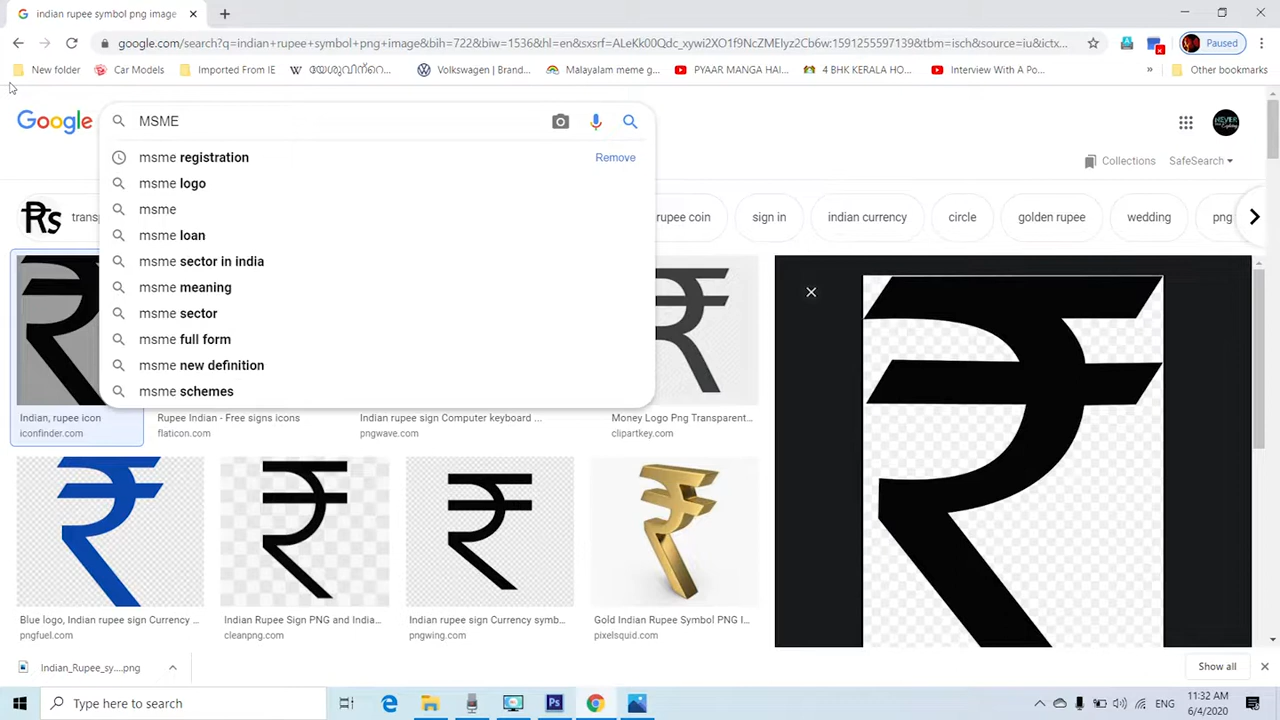 indian rupee symbol png image
google.com/search?q=indian+rupee+symbol+png+image&bih=722&biw=1536&hl=en&sxsrf=ALeKk00Qdc_xywi2XO1f9NcZMEIyz2Cb6w:1591255597139&tbm=isch&source=iu&ictx...
Paused
New folder
Car Models
Imported From IE
Volkswagen | Brand...
Malayalam meme g...
PYAAR MANGA HAI...
4 BHK KERALA HO...
Interview With A Po...
»
Other bookmarks
Google
MSME
msme registration
Remove
msme logo
msme
msme loan
msme sector in india
msme meaning
msme sector
msme full form
msme new definition
msme schemes
Collections
SafeSearch
Rs
transp
rupee coin
sign in
indian currency
circle
golden rupee
wedding
png
Indian, rupee icon
iconfinder.com
Rupee Indian - Free signs icons
flaticon.com
Indian rupee sign Computer keyboard ...
pngwave.com
Money Logo Png Transparent...
clipartkey.com
Blue logo, Indian rupee sign Currency ...
pngfuel.com
Indian Rupee Sign PNG and India...
cleanpng.com
Indian rupee sign Currency symb...
pngwing.com
Gold Indian Rupee Symbol PNG I...
pixelsquid.com
Indian_Rupee_sy....png
Show all
Type here to search
Ps
ENG
11:32 AM
6/4/2020